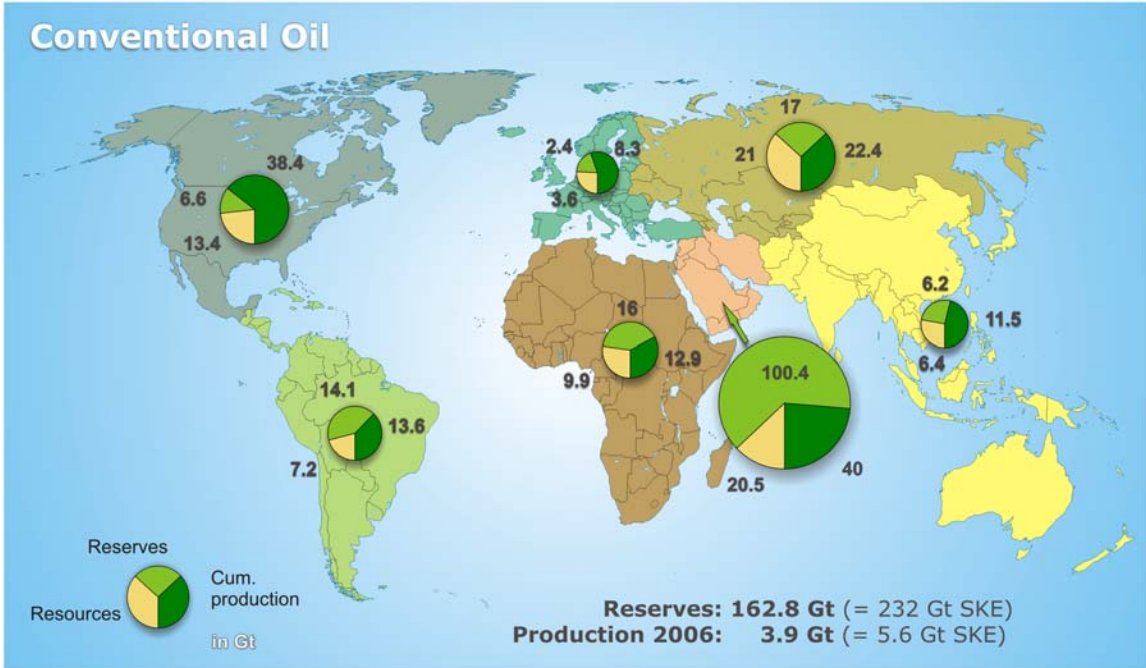 Conventional Oil
17
2.4
8.3
21
22.4
38.4
6.6
3.6
13.4
6.2
11.5
16
6.4
12.9
9.9
100.4
14.1
13.6
7.2
40
20.5
Reserves
Cum.
production
Resources
in Gt
Reserves: 162.8 Gt (= 232 Gt SKE)
Production 2006: 3.9 Gt (= 5.6 Gt SKE)